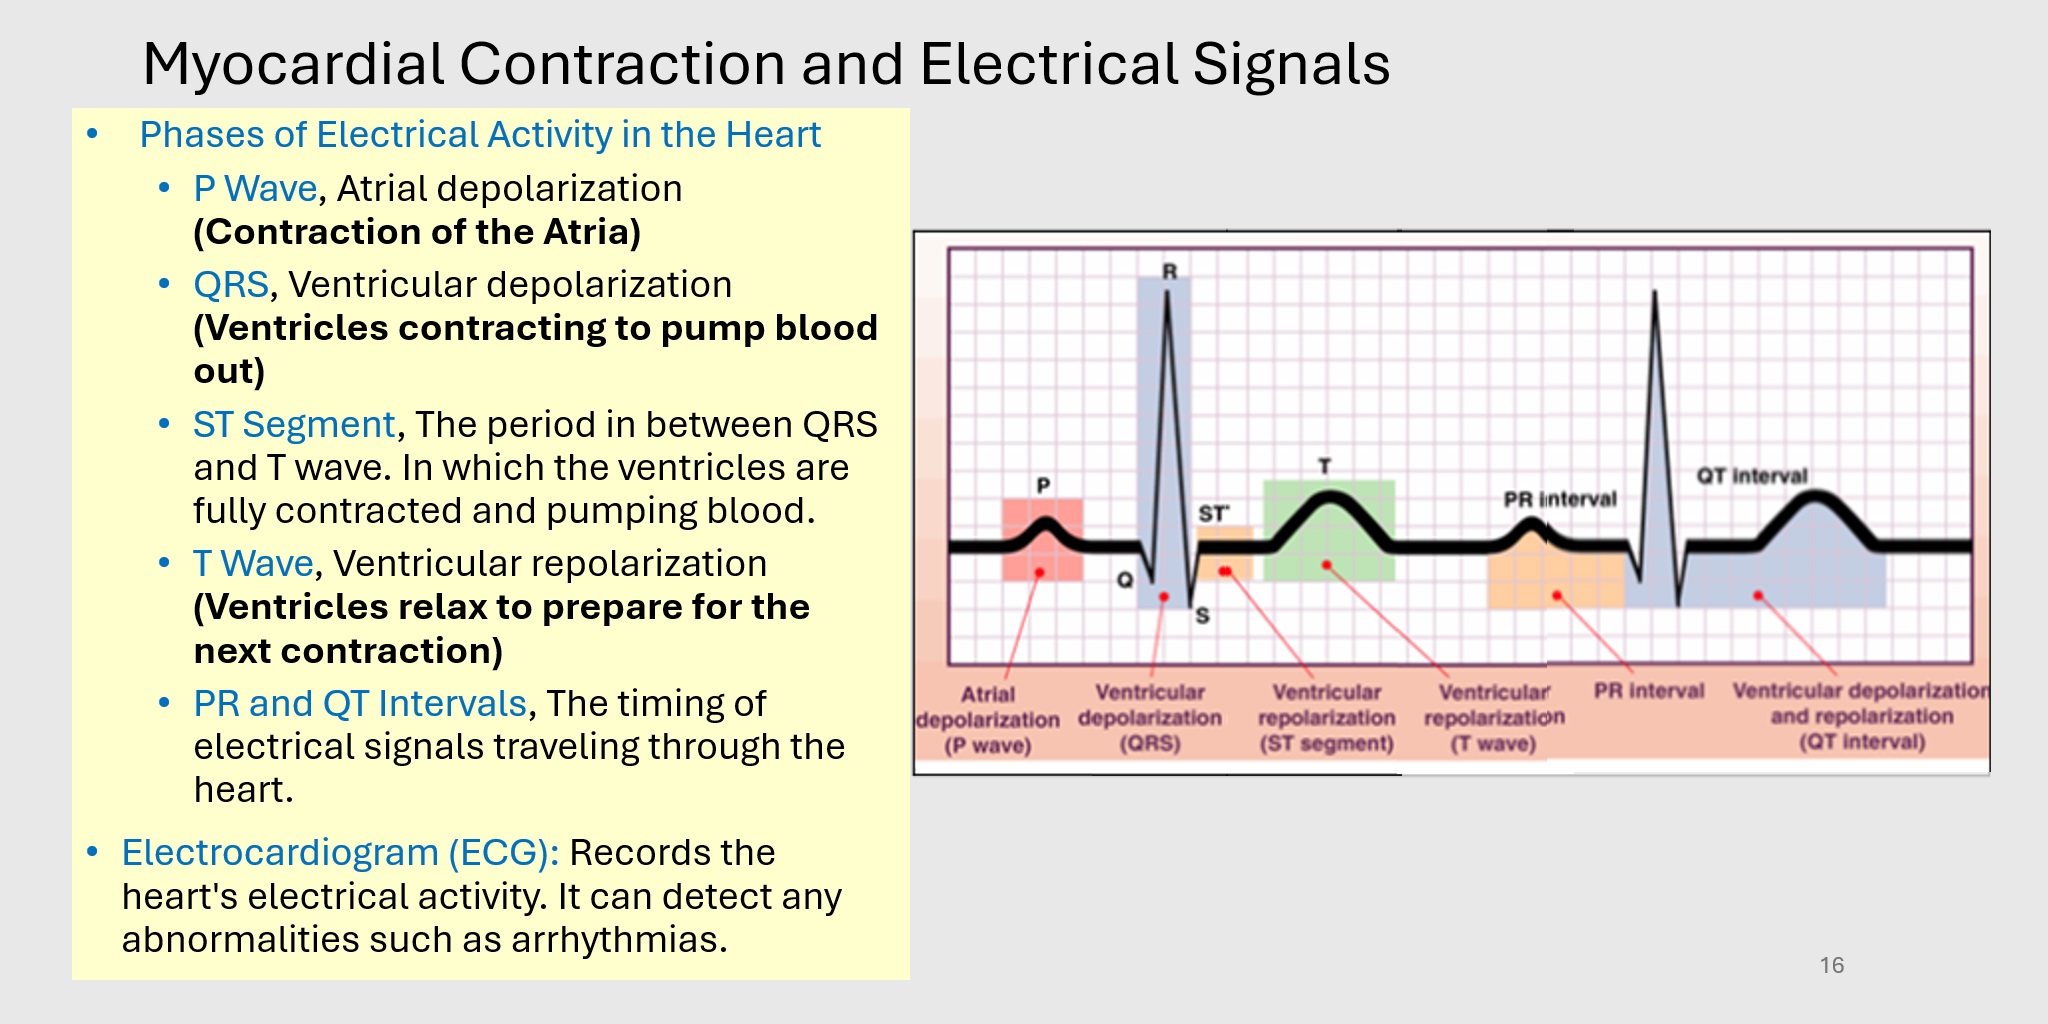 Myocardial Contraction and Electrical Signals
• Phases of Electrical Activity in the Heart
• P Wave, Atrial depolarization
(Contraction of the Atria)
• QRS, Ventricular depolarization
(Ventricles contracting to pump blood
out)
• ST Segment, The period in between QRS
and T wave. In which the ventricles are
fully contracted and pumping blood.
• T Wave, Ventricular repolarization
(Ventricles relax to prepare for the
next contraction)
• PR and QT Intervals, The timing of
electrical signals traveling through the
heart.
• Electrocardiogram (ECG): Records the
heart's electrical activity. It can detect any
abnormalities such as arrhythmias.
R
P
Q
S
ST
T
PR interval
QT interval
Atrial
depolarization
(P wave)
Ventricular
depolarization
(QRS)
Ventricular
repolarization
(ST segment)
Ventricular
repolarization
(T wave)
PR interval
Ventricular depolarization
and repolarization
(QT interval)
16